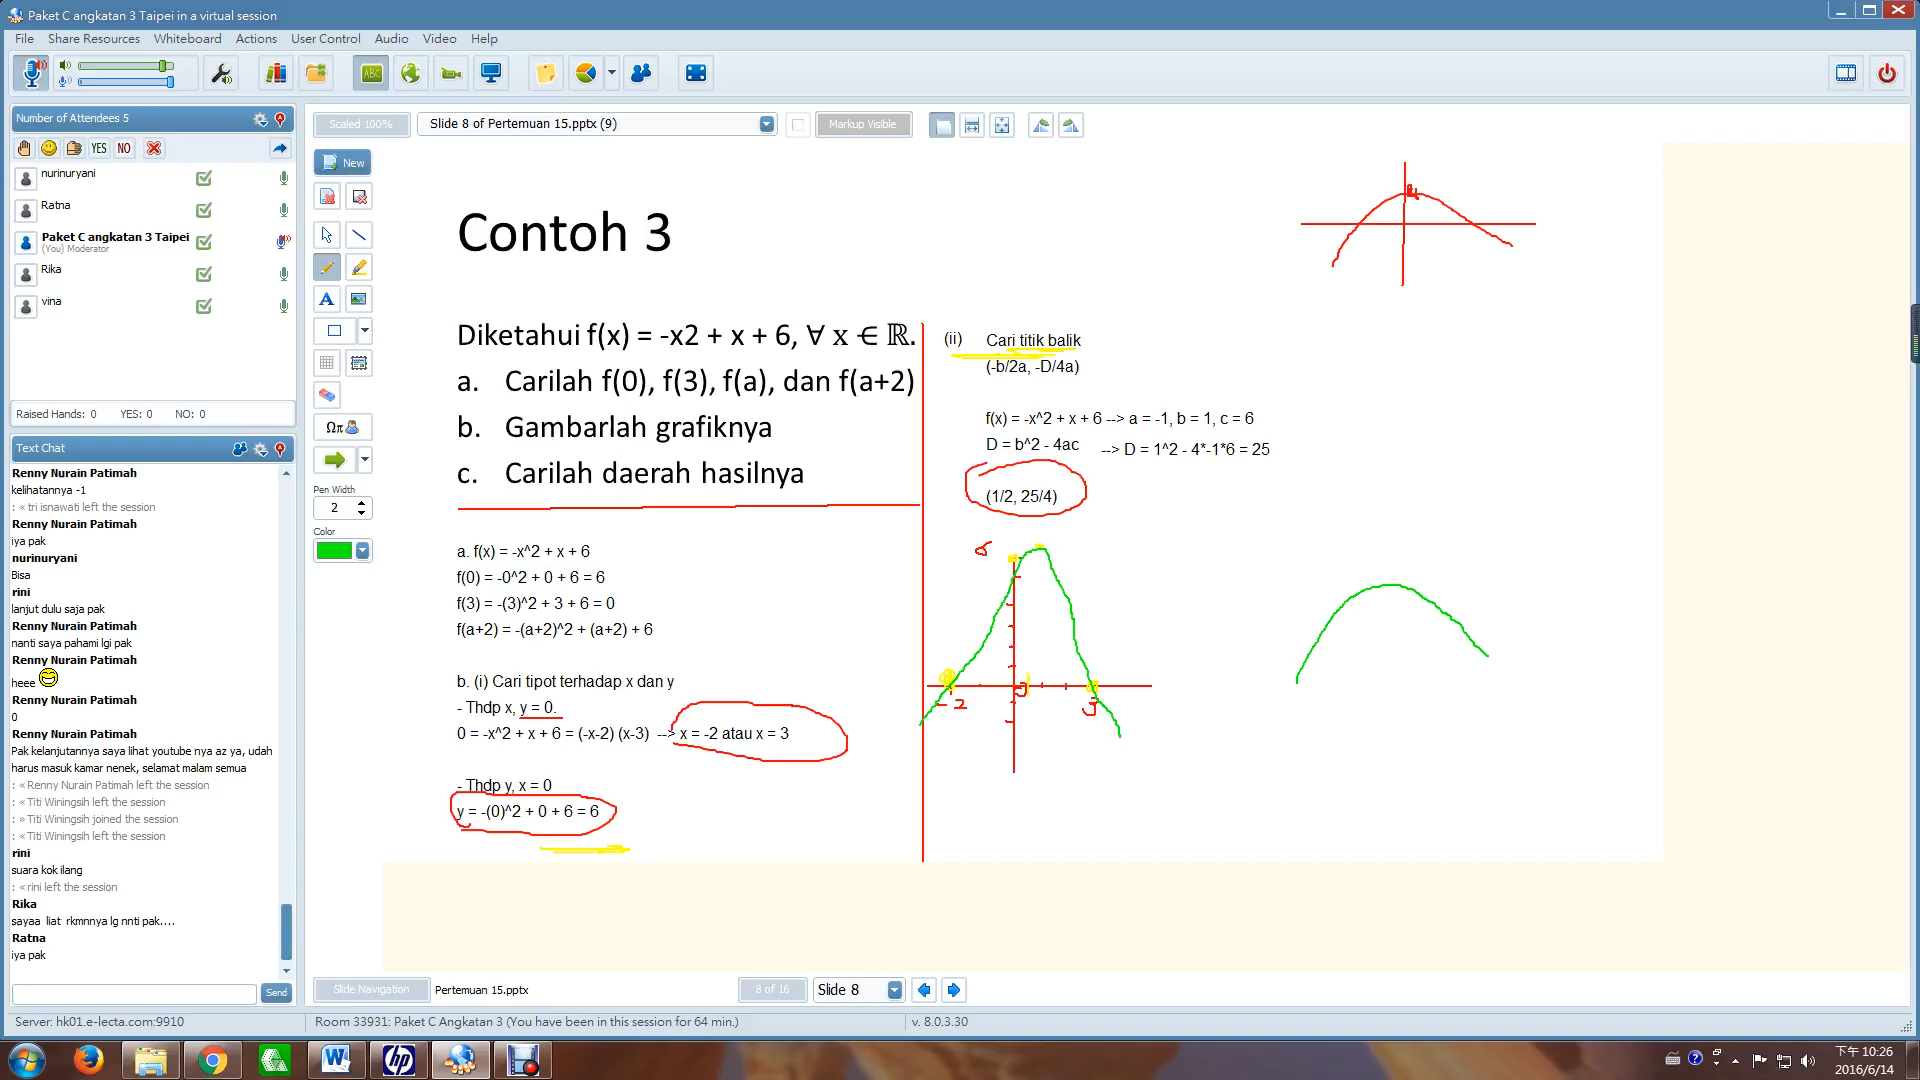 Paket C angkatan 3 Taipei in a virtual session
File Share Resources Whiteboard Actions User Control Audio Video Help
ABC
Number of Attendees 5
YES NO
nurinuryani
Ratna
Paket C angkatan 3 Taipei
(You) Moderator
Rika
vina
Raised Hands: 0 YES: 0 NO: 0
Text Chat
Renny Nurain Patimah
kelihatannya -1
: « tri isnawati left the session
Renny Nurain Patimah
iya pak
nurinuryani
Bisa
rini
lanjut dulu saja pak
Renny Nurain Patimah
nanti saya pahami lgi pak
Renny Nurain Patimah
heee
Renny Nurain Patimah
0
Renny Nurain Patimah
Pak kelanjutannya saya lihat youtube nya az ya, udah
harus masuk kamar nenek, selamat malam semua
: « Renny Nurain Patimah left the session
: « Titi Winingsih left the session
: » Titi Winingsih joined the session
: « Titi Winingsih left the session
rini
suara kok ilang
: « rini left the session
Rika
sayaa liat rkmnnya lg nnti pak....
Ratna
iya pak
Send
Scaled 100%
Slide 8 of Pertemuan 15.pptx (9)
Markup Visible
New
A
Ωπ
Pen Width
2
Color
Contoh 3
Diketahui f(x) = -x2 + x + 6, ∀ x ∈ ℝ.
a. Carilah f(0), f(3), f(a), dan f(a+2)
b. Gambarlah grafiknya
c. Carilah daerah hasilnya
a. f(x) = -x^2 + x + 6
f(0) = -0^2 + 0 + 6 = 6
f(3) = -(3)^2 + 3 + 6 = 0
f(a+2) = -(a+2)^2 + (a+2) + 6
b. (i) Cari tipot terhadap x dan y
- Thdp x, y = 0.
0 = -x^2 + x + 6 = (-x-2) (x-3) --> x = -2 atau x = 3
- Thdp y, x = 0
y = -(0)^2 + 0 + 6 = 6
(ii) Cari titik balik
(-b/2a, -D/4a)
f(x) = -x^2 + x + 6 --> a = -1, b = 1, c = 6
D = b^2 - 4ac --> D = 1^2 - 4*-1*6 = 25
(1/2, 25/4)
-2
3
Slide Navigation
Pertemuan 15.pptx
8 of 16
Slide 8
Server: hk01.e-lecta.com:9910
Room 33931: Paket C Angkatan 3 (You have been in this session for 64 min.)
v. 8.0.3.30
W
hp
下午 10:26
2016/6/14